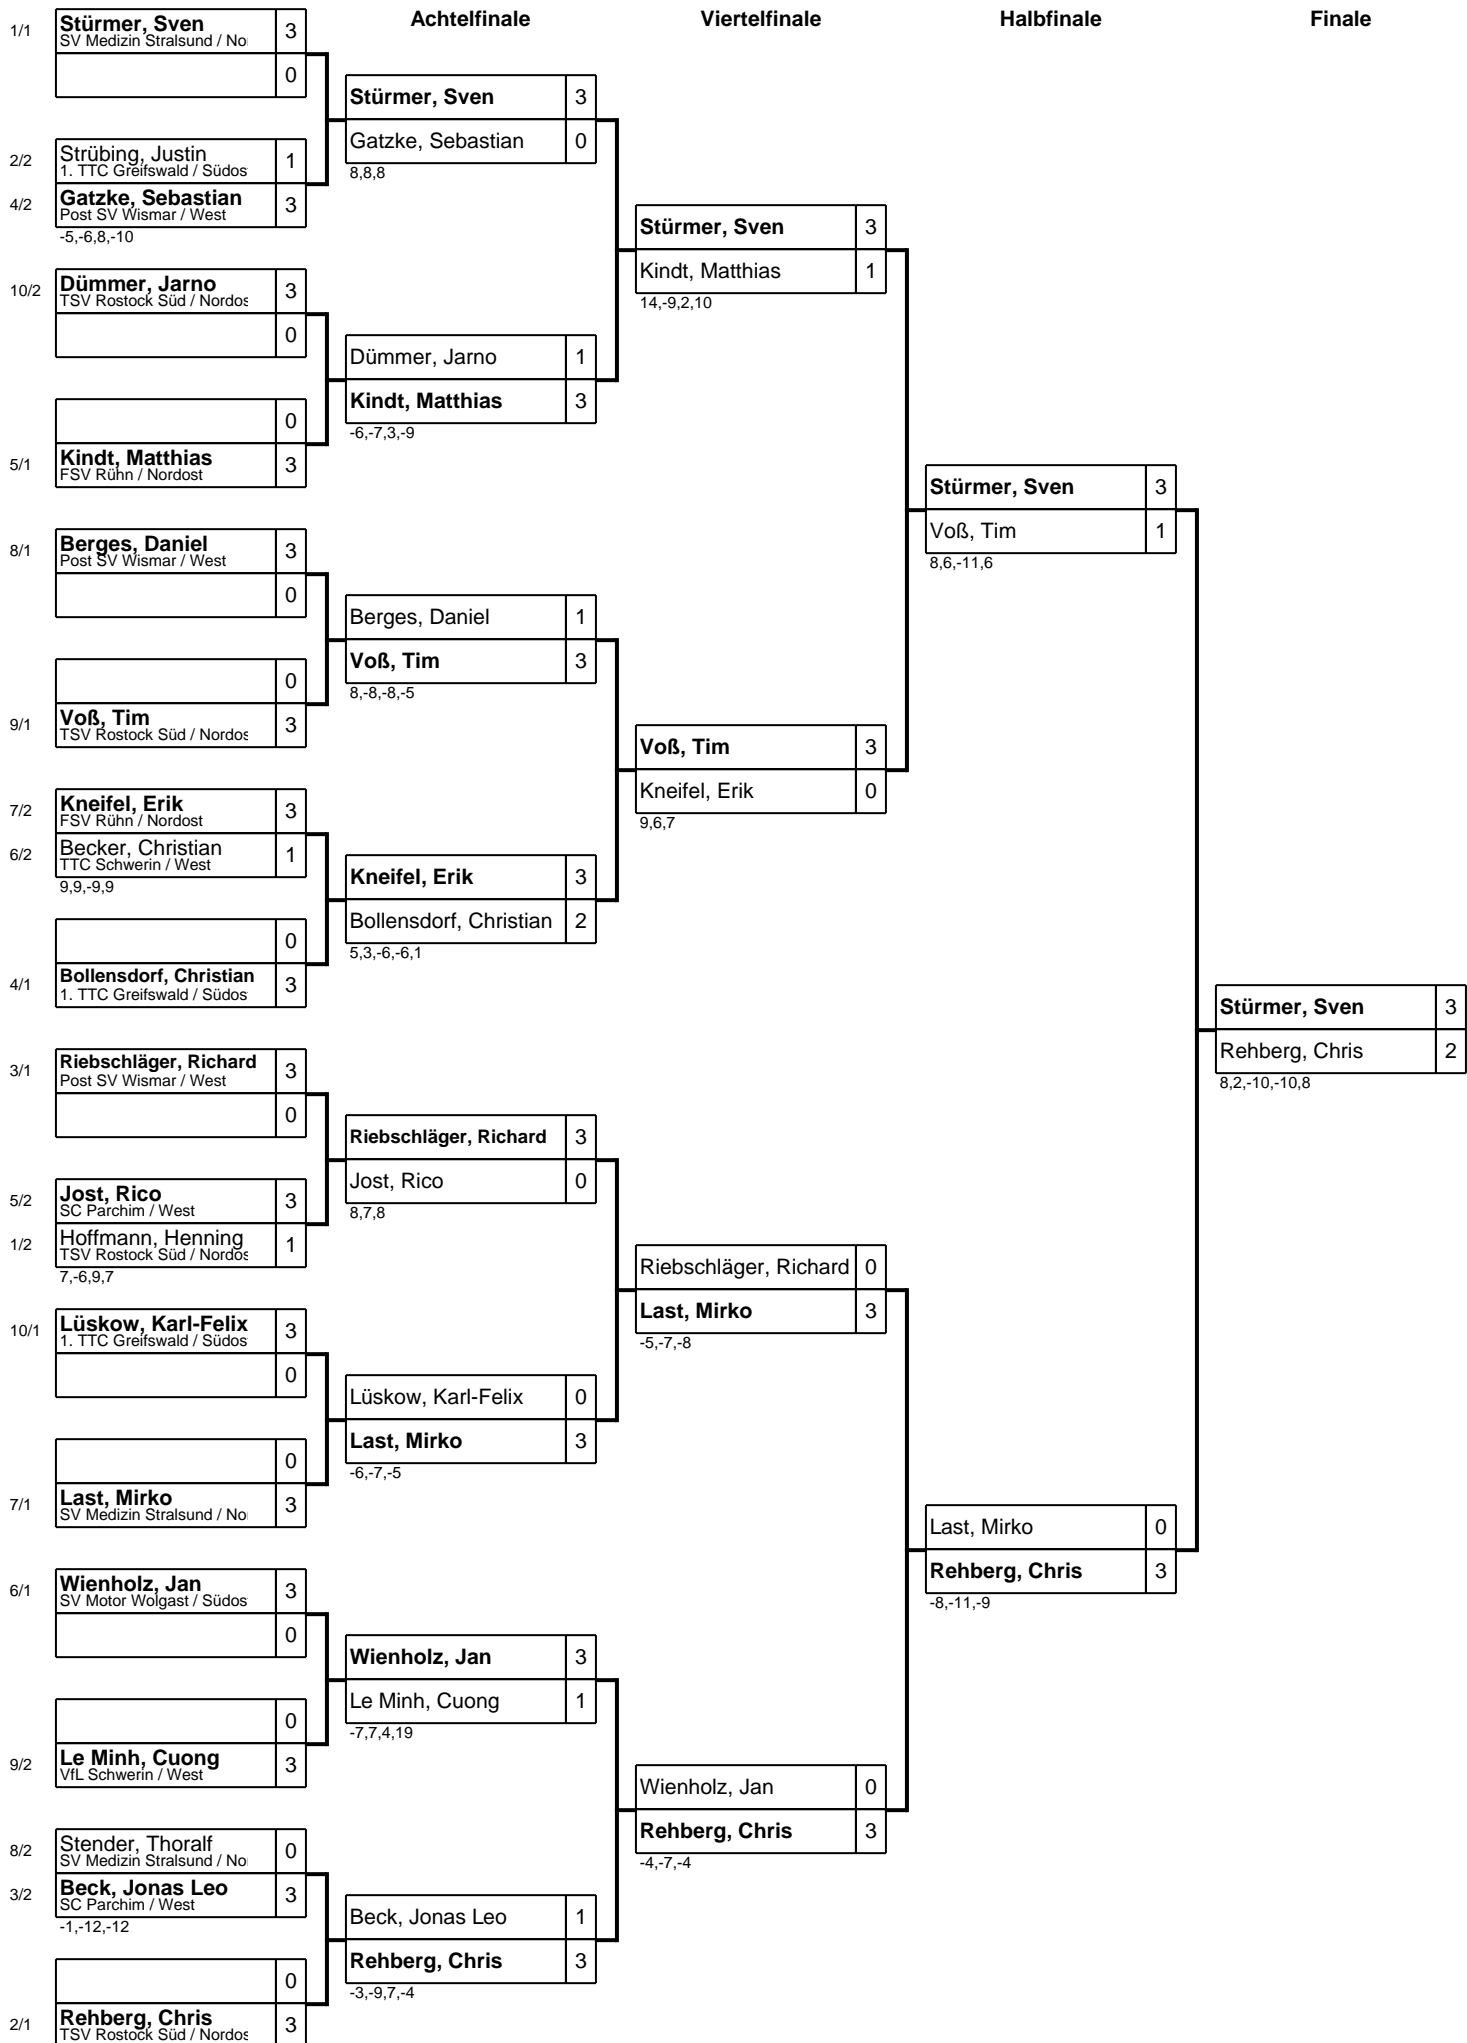 Achtelfinale
Viertelfinale
Halbfinale
Finale
1/1
Stürmer, Sven
SV Medizin Stralsund / No
3
0
2/2
Strübing, Justin
1. TTC Greifswald / Südos
1
4/2
Gatzke, Sebastian
Post SV Wismar / West
3
-5,-6,8,-10
10/2
Dümmer, Jarno
TSV Rostock Süd / Nordos
3
0
0
5/1
Kindt, Matthias
FSV Rühn / Nordost
3
8/1
Berges, Daniel
Post SV Wismar / West
3
0
0
9/1
Voß, Tim
TSV Rostock Süd / Nordos
3
7/2
Kneifel, Erik
FSV Rühn / Nordost
3
6/2
Becker, Christian
TTC Schwerin / West
1
9,9,-9,9
0
4/1
Bollensdorf, Christian
1. TTC Greifswald / Südos
3
3/1
Riebschläger, Richard
Post SV Wismar / West
3
0
5/2
Jost, Rico
SC Parchim / West
3
1/2
Hoffmann, Henning
TSV Rostock Süd / Nordos
1
7,-6,9,7
10/1
Lüskow, Karl-Felix
1. TTC Greifswald / Südos
3
0
0
7/1
Last, Mirko
SV Medizin Stralsund / No
3
6/1
Wienholz, Jan
SV Motor Wolgast / Südos
3
0
0
9/2
Le Minh, Cuong
VfL Schwerin / West
3
8/2
Stender, Thoralf
SV Medizin Stralsund / No
0
3/2
Beck, Jonas Leo
SC Parchim / West
3
-1,-12,-12
0
2/1
Rehberg, Chris
TSV Rostock Süd / Nordos
3
Stürmer, Sven 3
Gatzke, Sebastian 0
8,8,8
Dümmer, Jarno 1
Kindt, Matthias 3
-6,-7,3,-9
Berges, Daniel 1
Voß, Tim 3
8,-8,-8,-5
Kneifel, Erik 3
Bollensdorf, Christian 2
5,3,-6,-6,1
Riebschläger, Richard 3
Jost, Rico 0
8,7,8
Lüskow, Karl-Felix 0
Last, Mirko 3
-6,-7,-5
Wienholz, Jan 3
Le Minh, Cuong 1
-7,7,4,19
Beck, Jonas Leo 1
Rehberg, Chris 3
-3,-9,7,-4
Stürmer, Sven 3
Kindt, Matthias 1
14,-9,2,10
Voß, Tim 3
Kneifel, Erik 0
9,6,7
Riebschläger, Richard 0
Last, Mirko 3
-5,-7,-8
Wienholz, Jan 0
Rehberg, Chris 3
-4,-7,-4
Stürmer, Sven 3
Voß, Tim 1
8,6,-11,6
Last, Mirko 0
Rehberg, Chris 3
-8,-11,-9
Stürmer, Sven 3
Rehberg, Chris 2
8,2,-10,-10,8